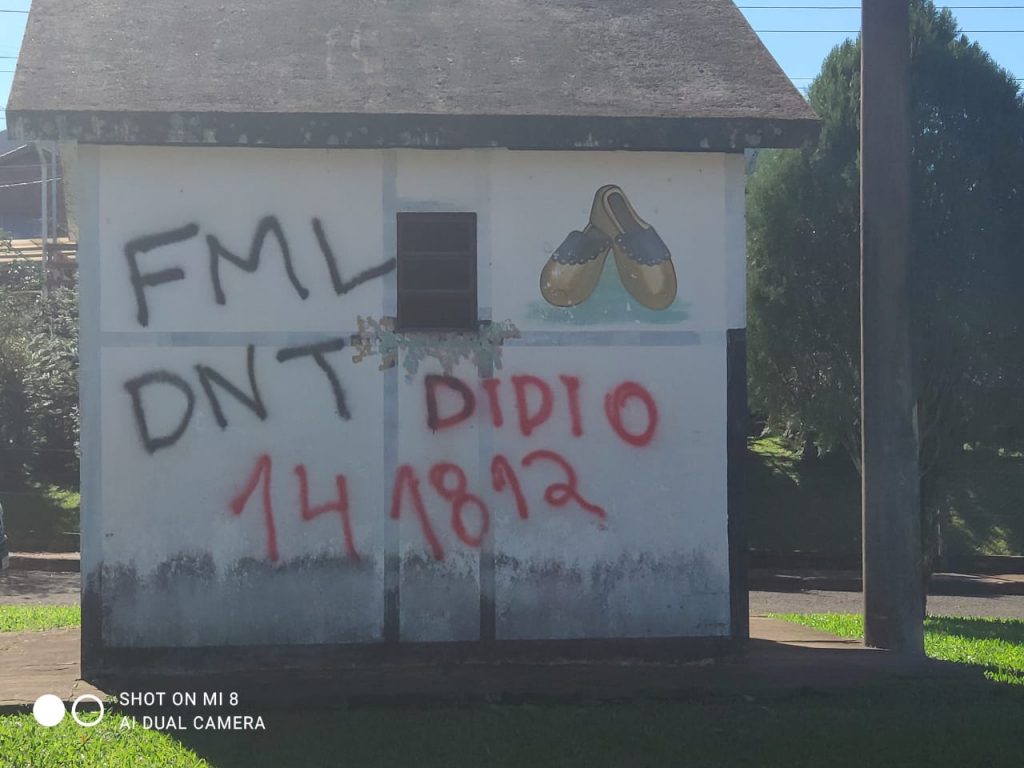 FML
DNT DIDIO
14 1812
SHOT ON MI 8
AI DUAL CAMERA